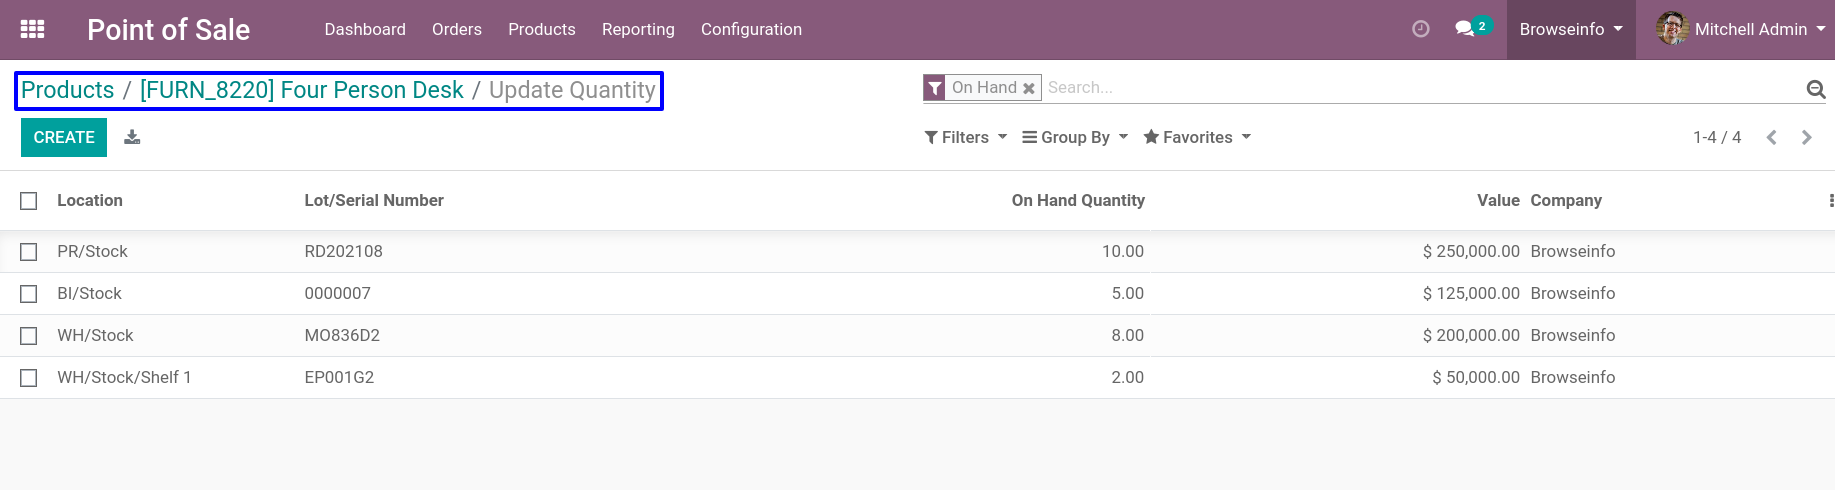 Point of Sale Dashboard Orders Products Reporting Configuration 2 Browseinfo Mitchell Admin
Products / [FURN_8220] Four Person Desk / Update Quantity On Hand Search...
CREATE Filters Group By Favorites 1-4 / 4
Location Lot/Serial Number On Hand Quantity Value Company
PR/Stock RD202108 10.00 $ 250,000.00 Browseinfo
BI/Stock 0000007 5.00 $ 125,000.00 Browseinfo
WH/Stock MO836D2 8.00 $ 200,000.00 Browseinfo
WH/Stock/Shelf 1 EP001G2 2.00 $ 50,000.00 Browseinfo